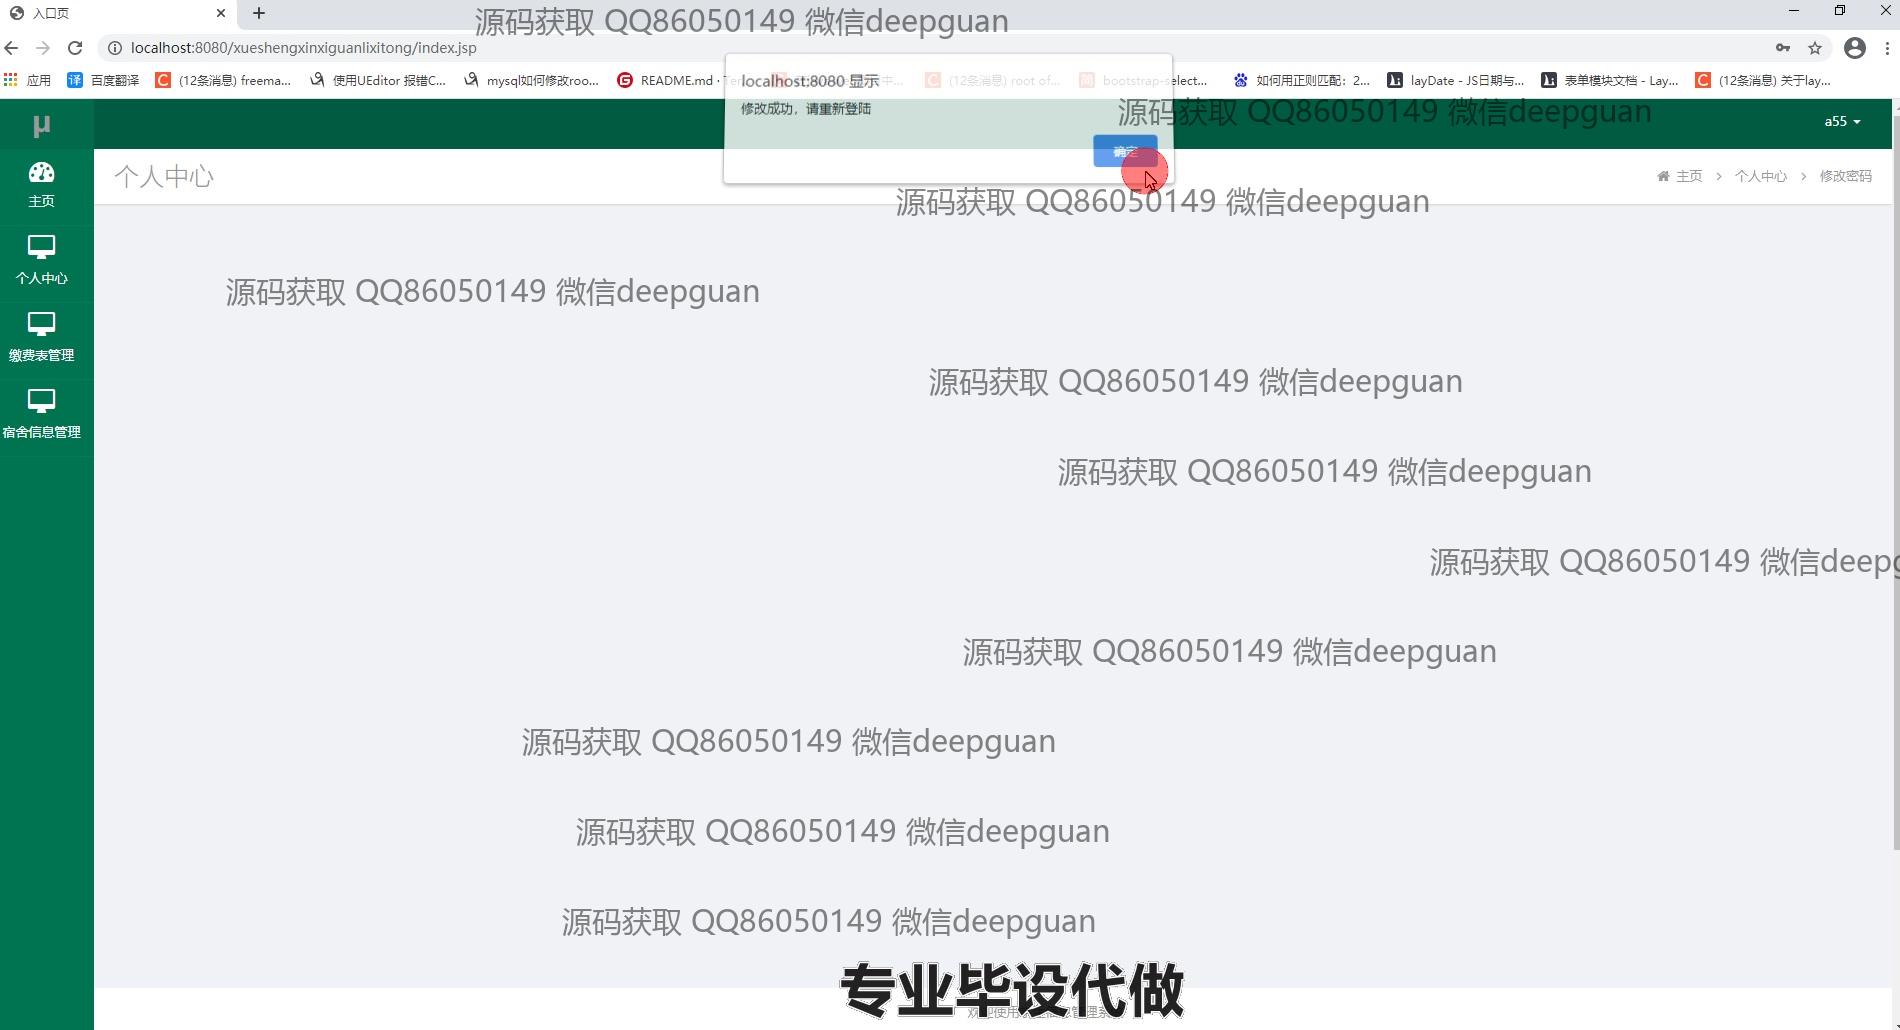 入口页
源码获取 QQ86050149 微信deepguan
localhost:8080/xueshengxinxiguanlixitong/index.jsp
应用
百度翻译
(12条消息) freema...
使用UEditor 报错C...
mysql如何修改roo...
README.md · Te
(12条消息) root of...
bootstrap-select...
如何用正则匹配：2...
layDate - JS日期与...
表单模块文档 - Lay...
(12条消息) 关于lay...
localhost:8080 显示
修改成功，请重新登陆
确定
源码获取 QQ86050149 微信deepguan
μ
a55
个人中心
主页
个人中心
修改密码
源码获取 QQ86050149 微信deepguan
主页
个人中心
缴费表管理
宿舍信息管理
源码获取 QQ86050149 微信deepguan
源码获取 QQ86050149 微信deepguan
源码获取 QQ86050149 微信deepguan
源码获取 QQ86050149 微信deepg
源码获取 QQ86050149 微信deepguan
源码获取 QQ86050149 微信deepguan
源码获取 QQ86050149 微信deepguan
源码获取 QQ86050149 微信deepguan
专业毕设代做